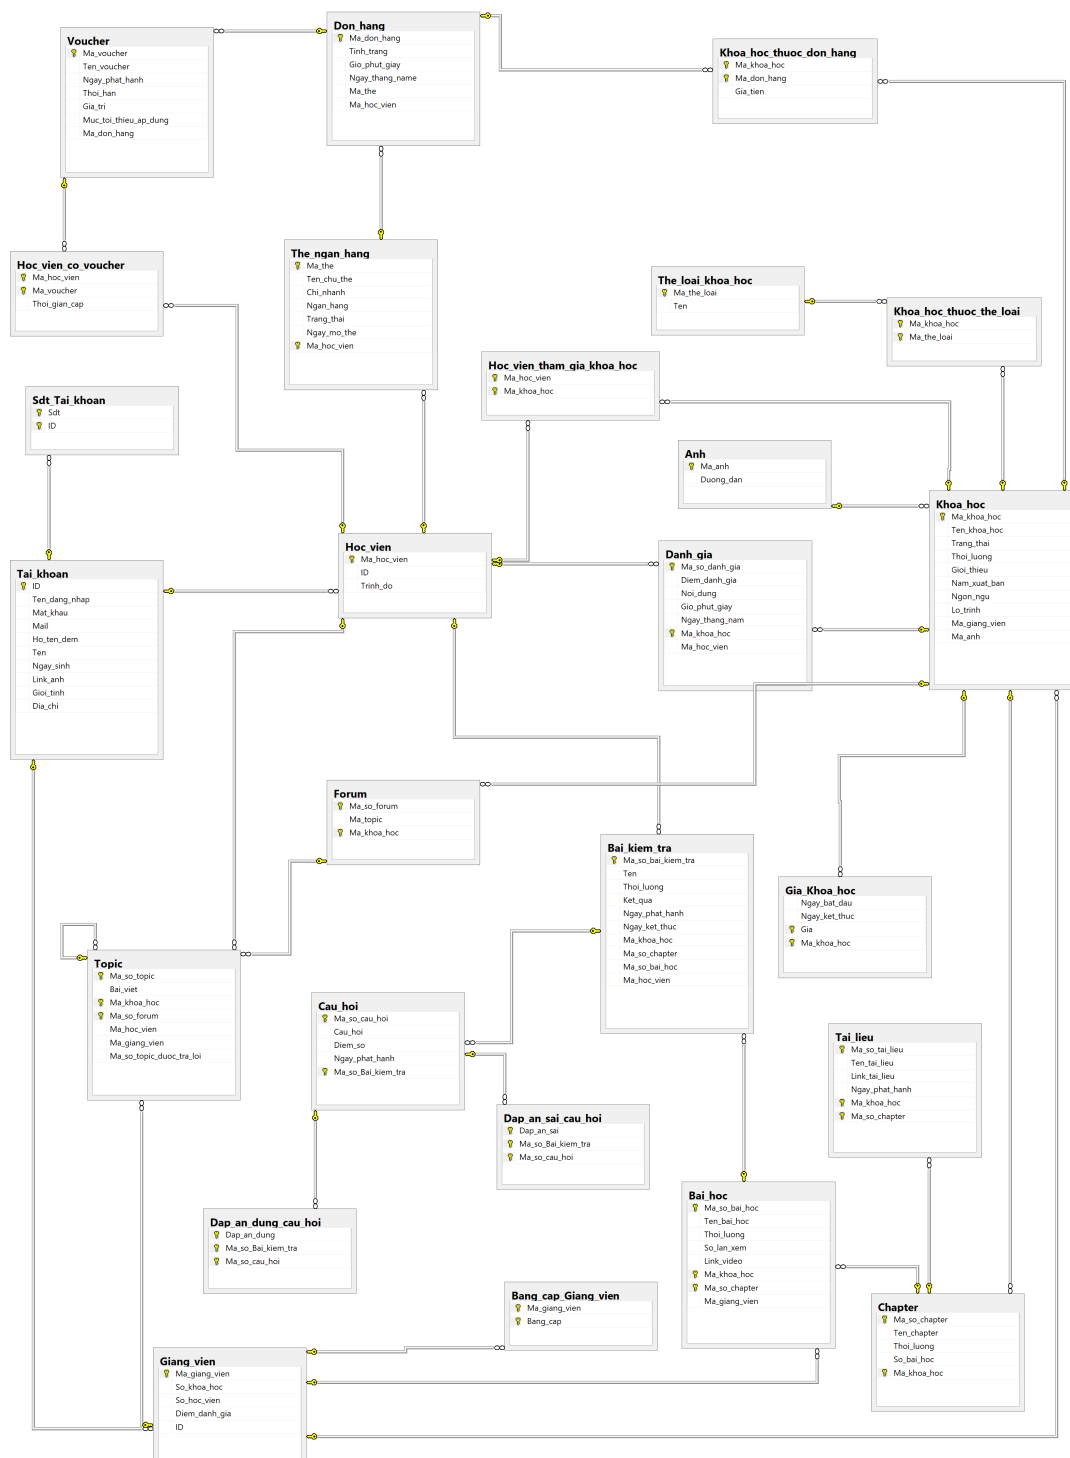 Voucher
Ma_voucher
Ten_voucher
Ngay_phat_hanh
Thoi_han
Gia_tri
Muc_toi_thieu_ap_dung
Ma_don_hang
Don_hang
Ma_don_hang
Tinh_trang
Gio_phut_giay
Ngay_thang_name
Ma_the
Ma_hoc_vien
Khoa_hoc_thuoc_don_hang
Ma_khoa_hoc
Ma_don_hang
Gia_tien
Hoc_vien_co_voucher
Ma_hoc_vien
Ma_voucher
Thoi_gian_cap
The_ngan_hang
Ma_the
Ten_chu_the
Chi_nhanh
Ngan_hang
Trang_thai
Ngay_mo_the
Ma_hoc_vien
The_loai_khoa_hoc
Ma_the_loai
Ten
Khoa_hoc_thuoc_the_loai
Ma_khoa_hoc
Ma_the_loai
Hoc_vien_tham_gia_khoa_hoc
Ma_hoc_vien
Ma_khoa_hoc
Sdt_Tai_khoan
Sdt
ID
Anh
Ma_anh
Duong_dan
Khoa_hoc
Ma_khoa_hoc
Ten_khoa_hoc
Trang_thai
Thoi_luong
Gioi_thieu
Nam_xuat_ban
Ngon_ngu
Lo_trinh
Ma_giang_vien
Ma_anh
Hoc_vien
Ma_hoc_vien
ID
Trinh_do
Danh_gia
Ma_so_danh_gia
Diem_danh_gia
Noi_dung
Gio_phut_giay
Ngay_thang_nam
Ma_khoa_hoc
Ma_hoc_vien
Tai_khoan
ID
Ten_dang_nhap
Mat_khau
Mail
Ho_ten_dem
Ten
Ngay_sinh
Link_anh
Gioi_tinh
Dia_chi
Forum
Ma_so_forum
Ma_topic
Ma_khoa_hoc
Bai_kiem_tra
Ma_so_bai_kiem_tra
Ten
Thoi_luong
Ket_qua
Ngay_phat_hanh
Ngay_ket_thuc
Ma_khoa_hoc
Ma_so_chapter
Ma_so_bai_hoc
Ma_hoc_vien
Gia_Khoa_hoc
Ngay_bat_dau
Ngay_ket_thuc
Gia
Ma_khoa_hoc
Topic
Ma_so_topic
Bai_viet
Ma_khoa_hoc
Ma_so_forum
Ma_hoc_vien
Ma_giang_vien
Ma_so_topic_duoc_tra_loi
Cau_hoi
Ma_so_cau_hoi
Cau_hoi
Diem_so
Ngay_phat_hanh
Ma_so_Bai_kiem_tra
Tai_lieu
Ma_so_tai_lieu
Ten_tai_lieu
Link_tai_lieu
Ngay_phat_hanh
Ma_khoa_hoc
Ma_so_chapter
Dap_an_sai_cau_hoi
Dap_an_sai
Ma_so_Bai_kiem_tra
Ma_so_cau_hoi
Bai_hoc
Ma_so_bai_hoc
Ten_bai_hoc
Thoi_luong
So_lan_xem
Link_video
Ma_khoa_hoc
Ma_so_chapter
Ma_giang_vien
Dap_an_dung_cau_hoi
Dap_an_dung
Ma_so_Bai_kiem_tra
Ma_so_cau_hoi
Bang_cap_Giang_vien
Ma_giang_vien
Bang_cap
Chapter
Ma_so_chapter
Ten_chapter
Thoi_luong
So_bai_hoc
Ma_khoa_hoc
Giang_vien
Ma_giang_vien
So_khoa_hoc
So_hoc_vien
Diem_danh_gia
ID